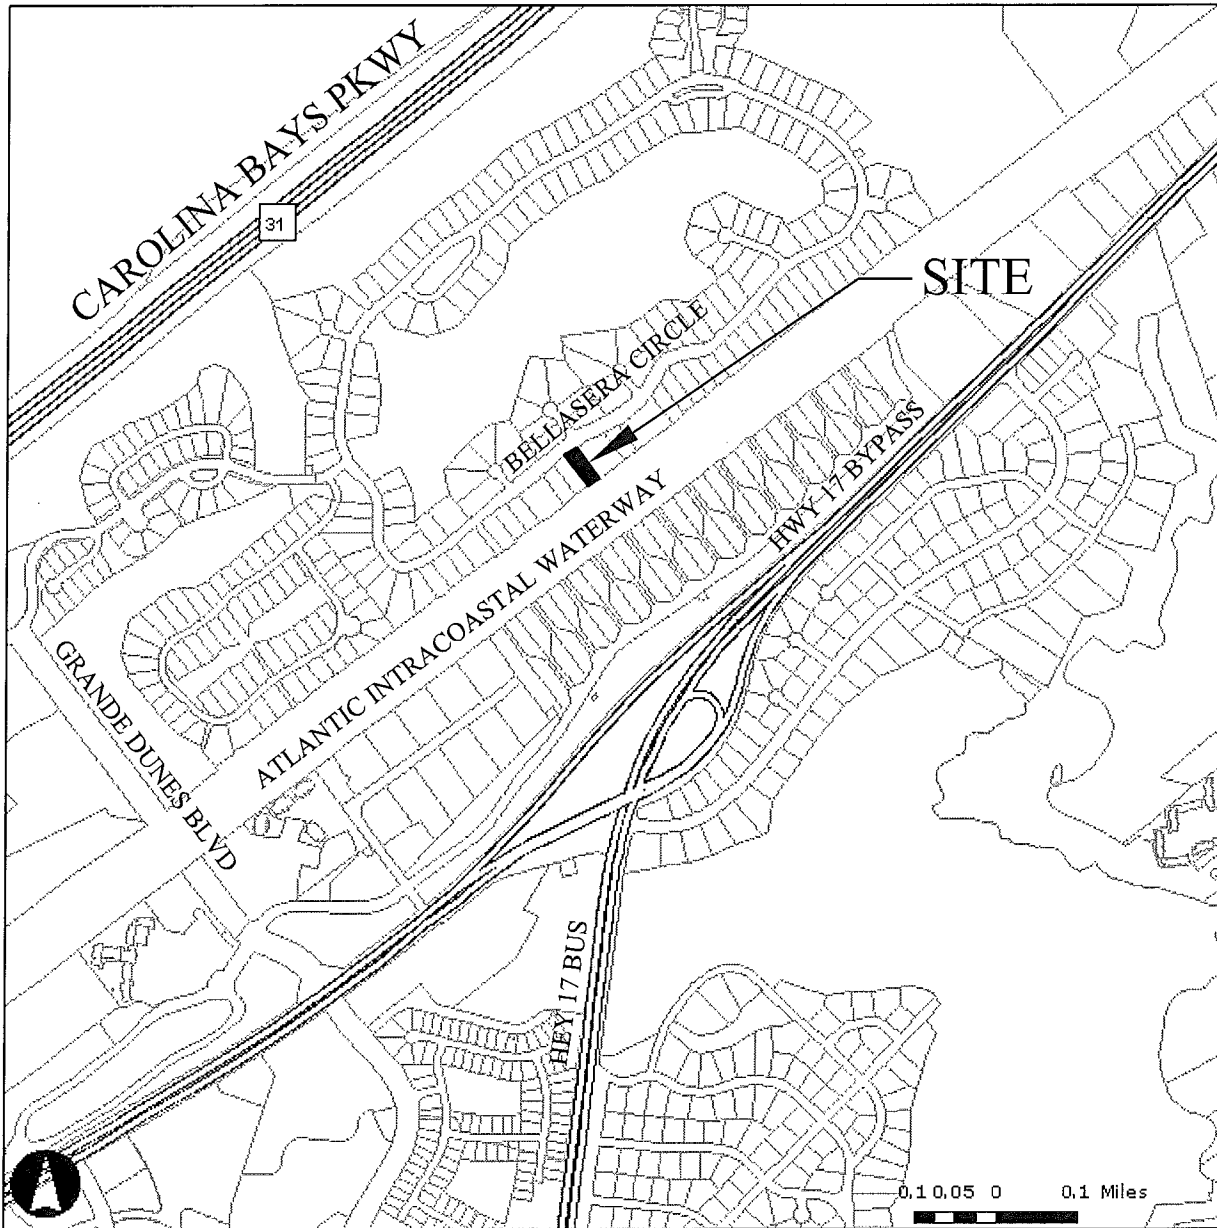 CAROLINA BAYS PKWY
31
SITE
BELLASERA CIRCLE
HWY 17 BYPASS
ATLANTIC INTRACOASTAL WATERWAY
GRANDE DUNES BLVD
HEY 17 BUS
0.1 0.05 0 0.1 Miles